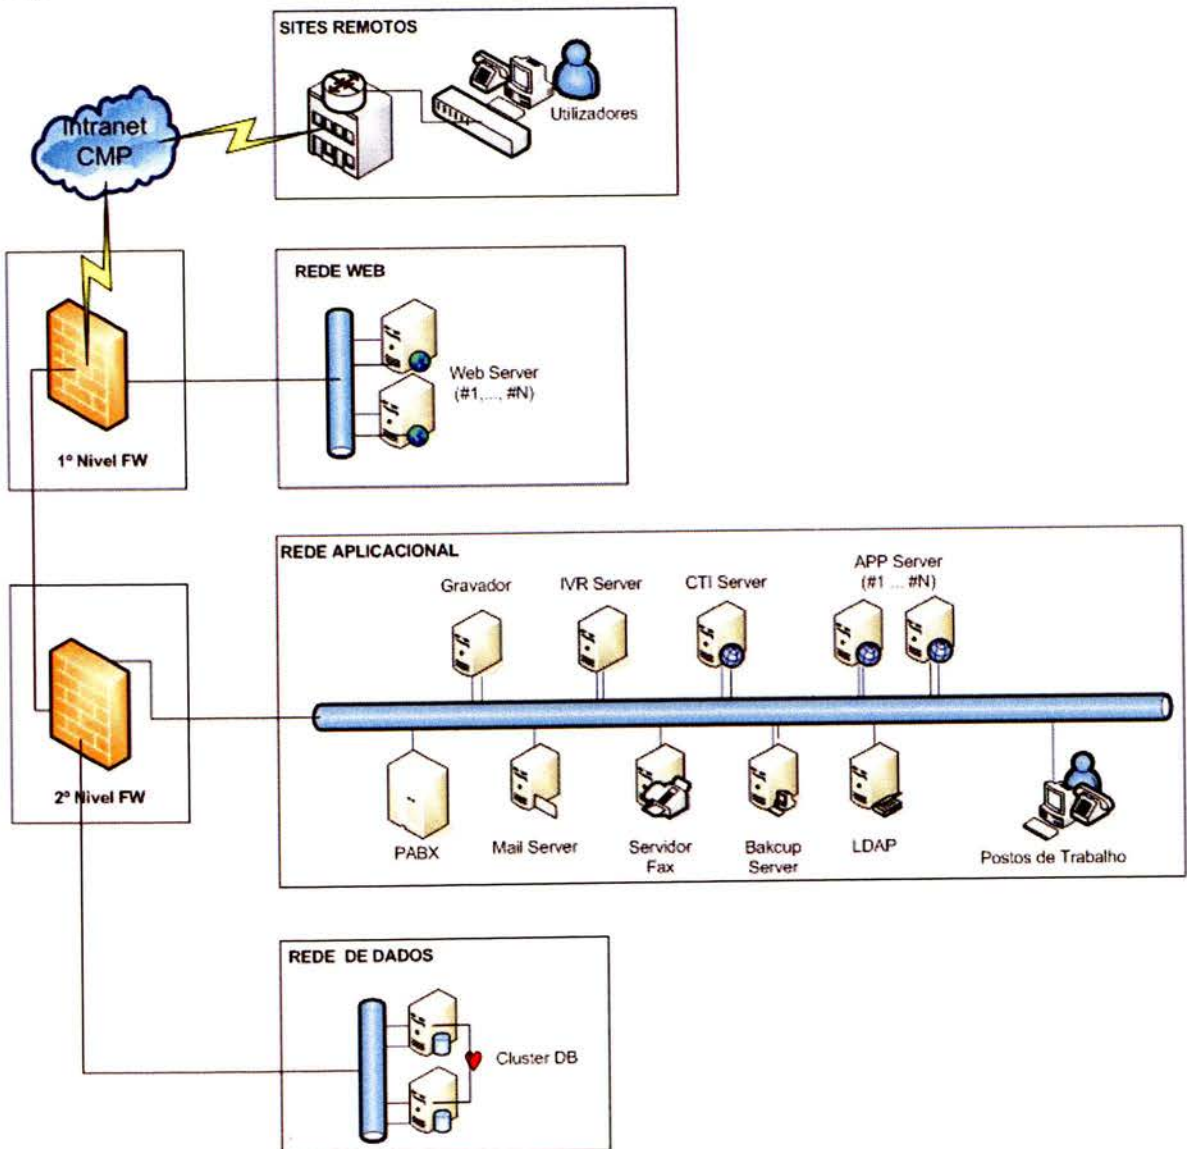 SITES REMOTOS
Utilizadores
Intranet
CMP
REDE WEB
Web Server
(#1,..., #N)
1º Nivel FW
REDE APLICACIONAL
Gravador
IVR Server
CTI Server
APP Server
(#1 ... #N)
2º Nivel FW
PABX
Mail Server
Servidor
Fax
Bakcup
Server
LDAP
Postos de Trabalho
REDE DE DADOS
Cluster DB